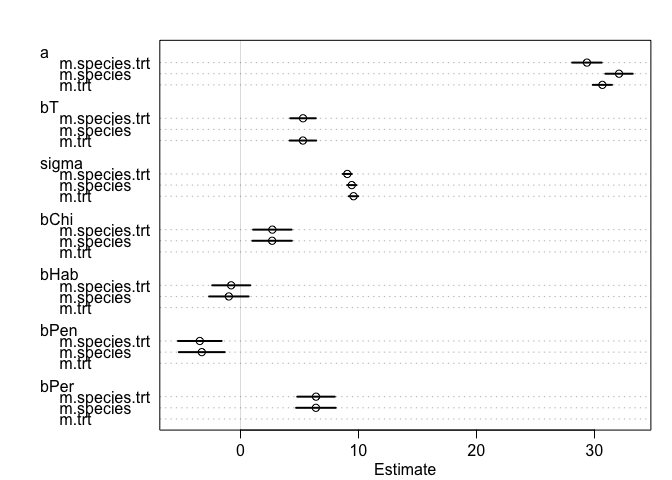 a
m.species.trt
m.species
m.trt
bT
m.species.trt
m.species
m.trt
sigma
m.species.trt
m.species
m.trt
bChi
m.species.trt
m.species
m.trt
bHab
m.species.trt
m.species
m.trt
bPen
m.species.trt
m.species
m.trt
bPer
m.species.trt
m.species
m.trt
0 10 20 30
Estimate